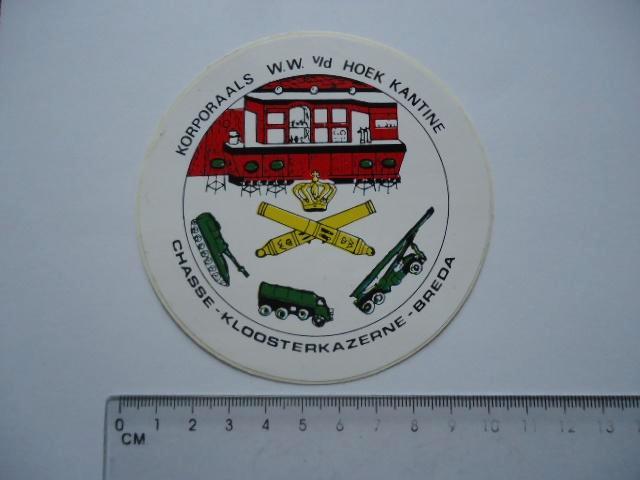 KORPORAALS W.W. v/d HOEK KANTINE
CHASSE-KLOOSTERKAZERNE-BREDA
0 1 2 3 4 5 6 7 8 9 10 11 12 13
CM